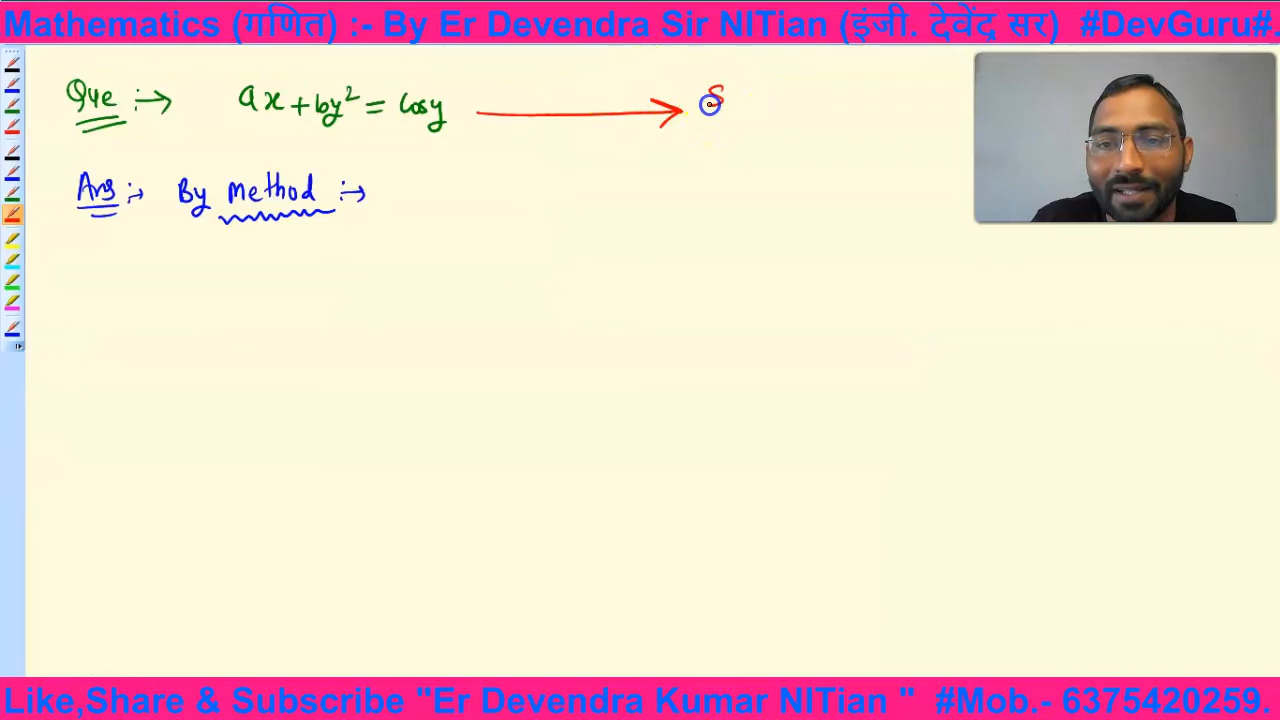 Mathematics (गणित) :- By Er Devendra Sir NITian (इंजी. देवेंद्र सर) #DevGuru#.
Que :→ ax + by² = cosy → S
Ans :→ By Method :→
Like,Share & Subscribe "Er Devendra Kumar NITian " #Mob.- 6375420259.